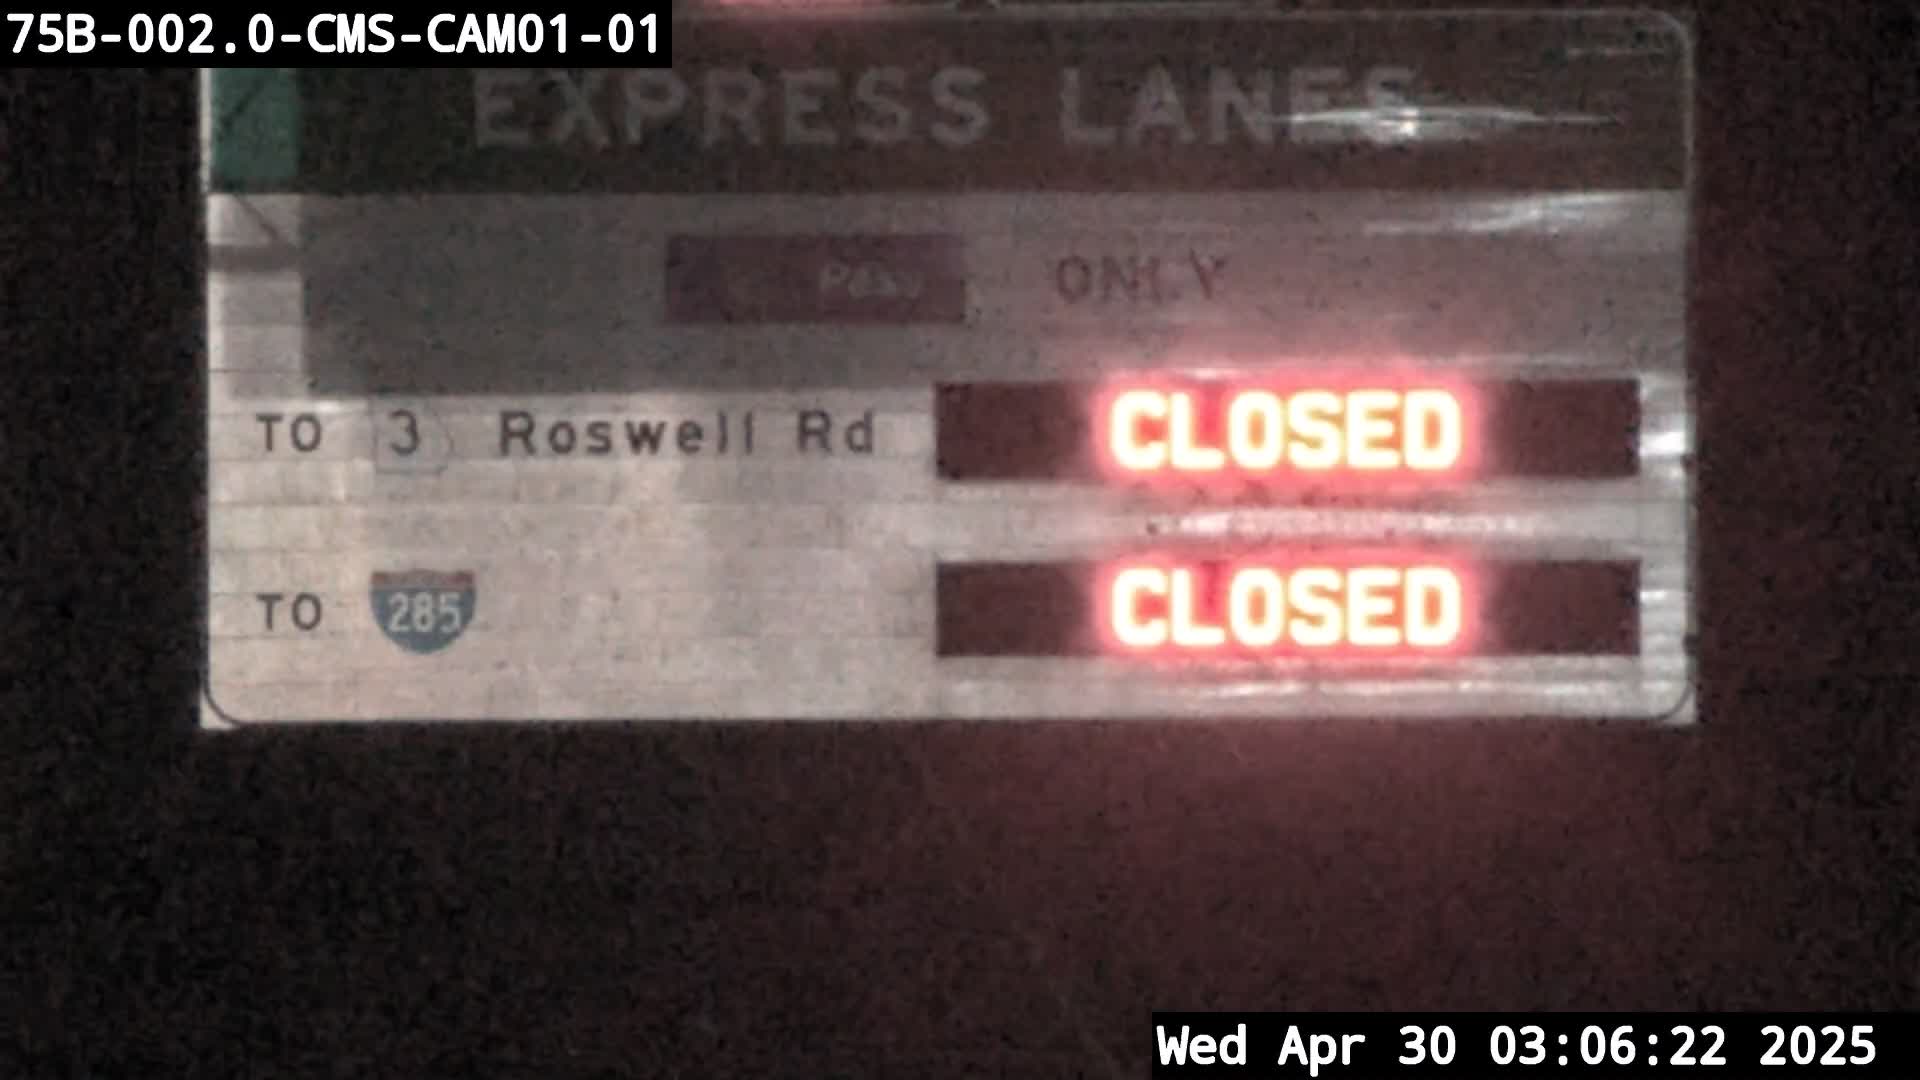 75B-002.0-CMS-CAM01-01
EXPRESS LANES
ONLY
TO 3 Roswell Rd CLOSED
TO 285 CLOSED
Wed Apr 30 03:06:22 2025